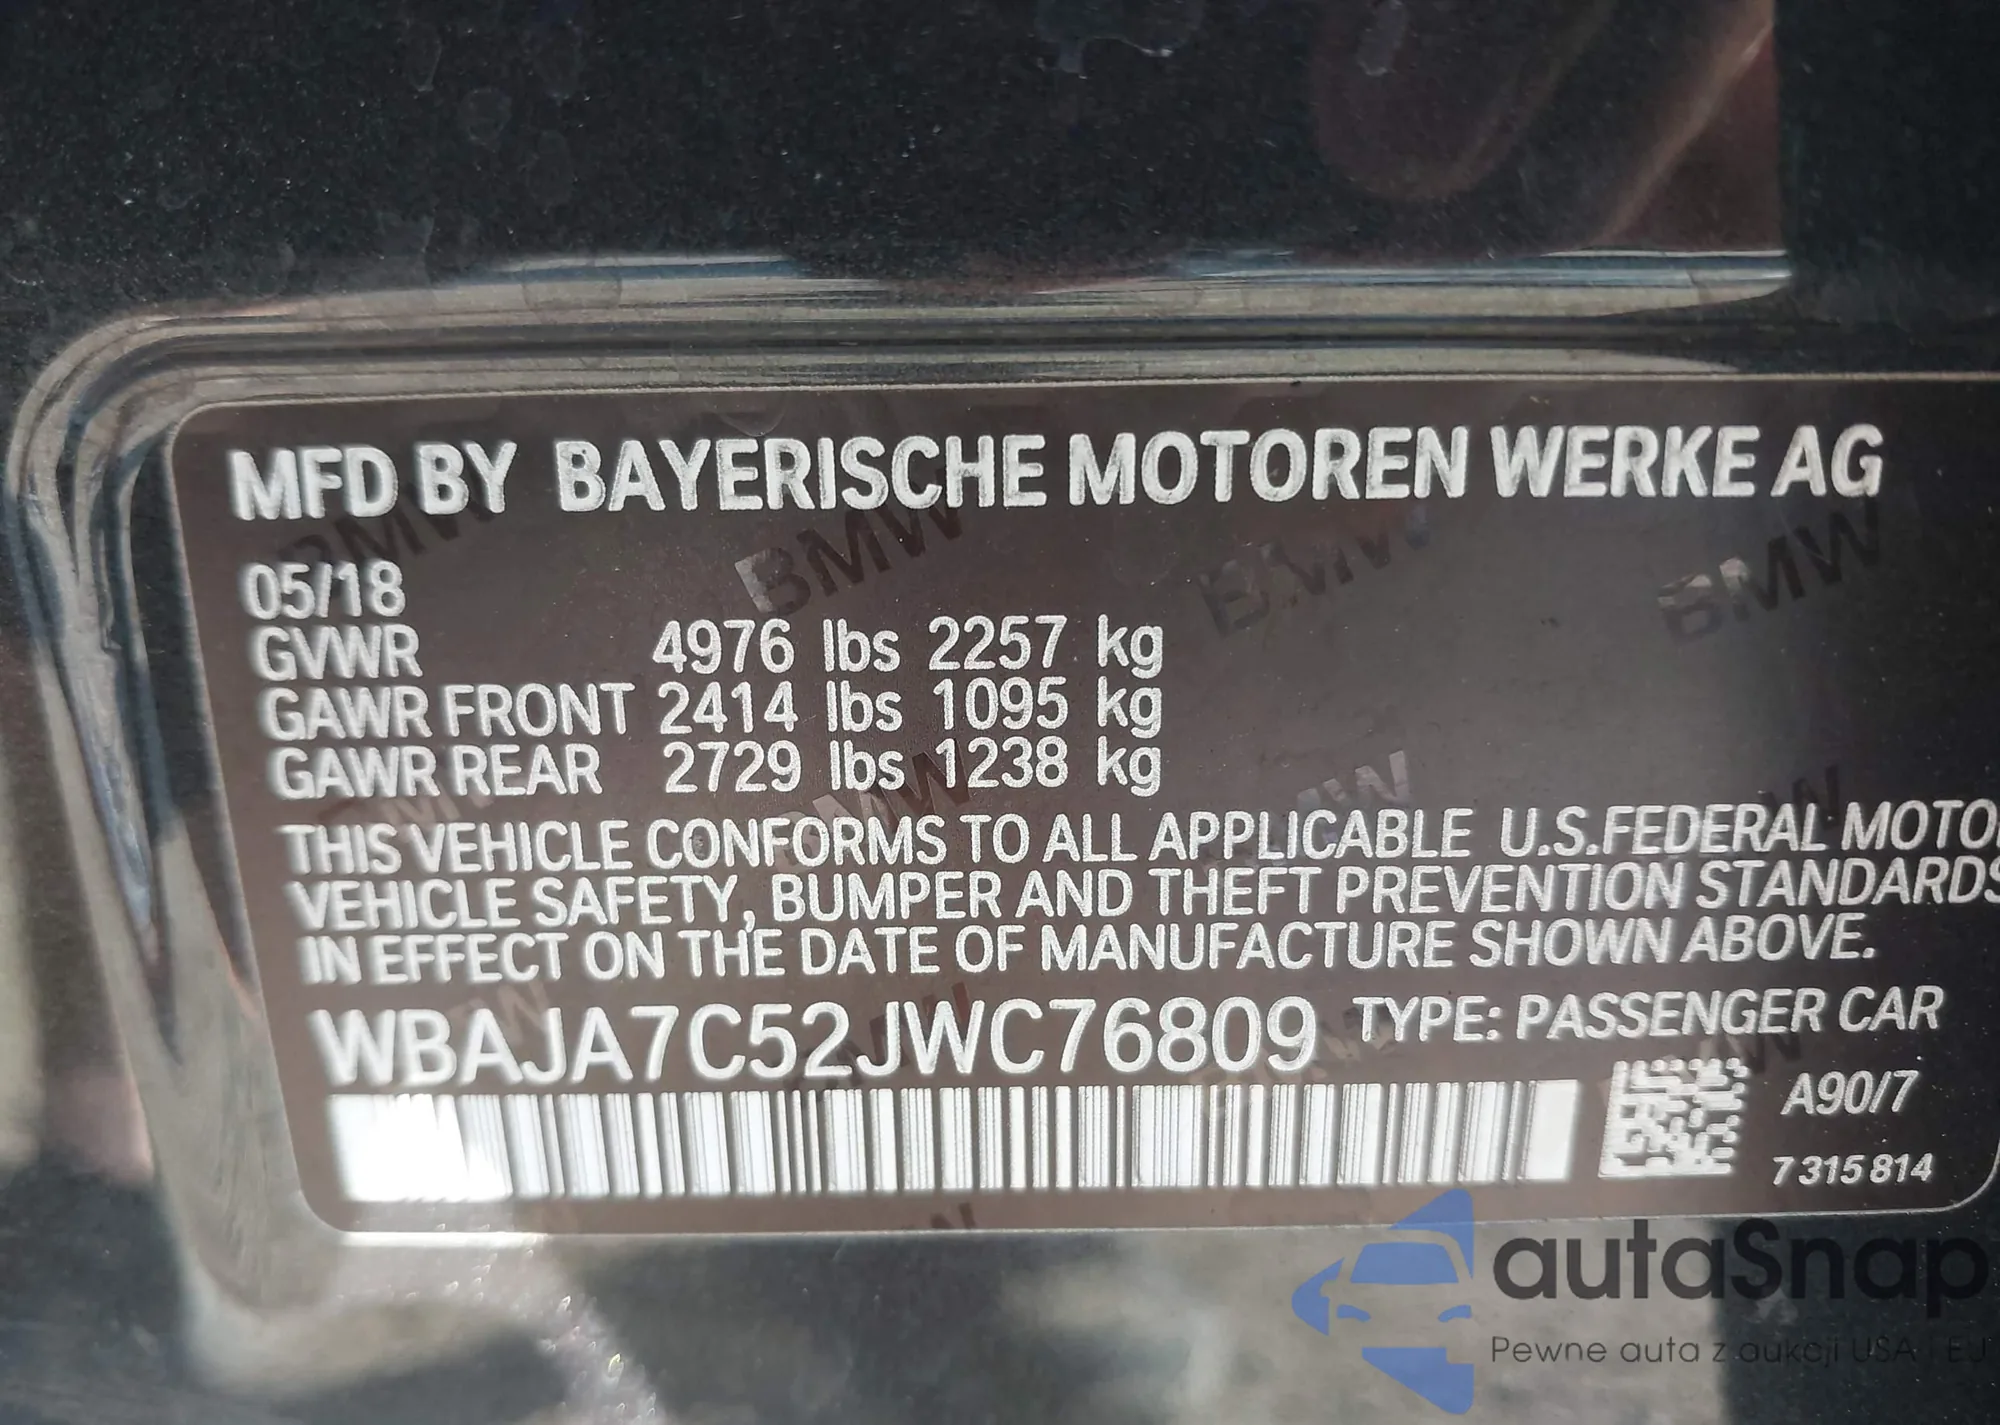 MFD BY BAYERISCHE MOTOREN WERKE AG
05/18
GVWR 4976 lbs 2257 kg
GAWR FRONT 2414 lbs 1095 kg
GAWR REAR 2729 lbs 1238 kg
THIS VEHICLE CONFORMS TO ALL APPLICABLE U.S.FEDERAL MOTOR
VEHICLE SAFETY, BUMPER AND THEFT PREVENTION STANDARDS
IN EFFECT ON THE DATE OF MANUFACTURE SHOWN ABOVE.
WBAJA7C52JWC76809 TYPE: PASSENGER CAR
A90/7
7 315 814
autaSnap
Pewne auta z aukcji USA i EU